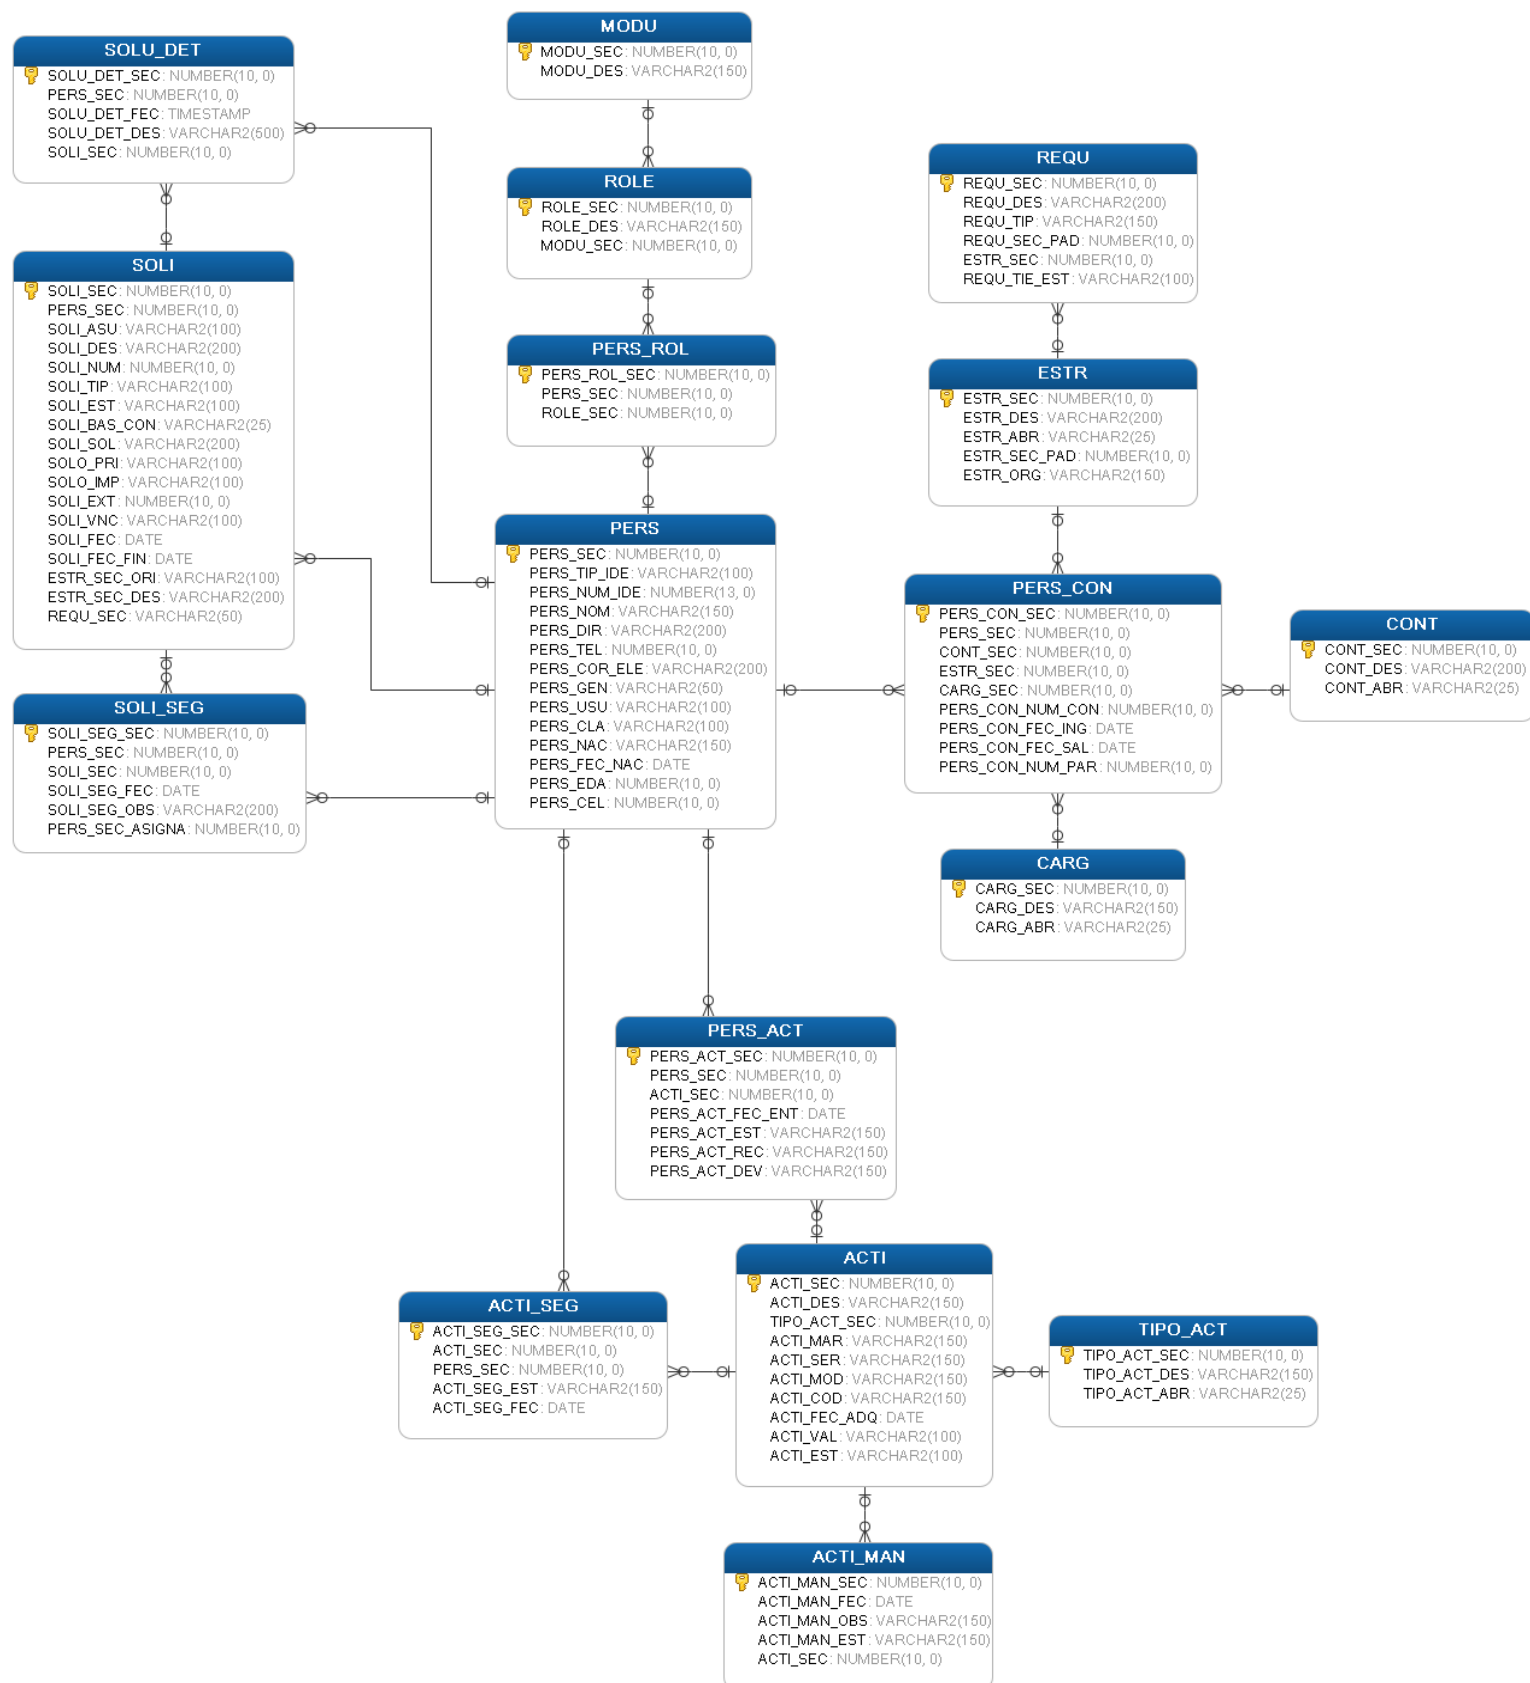 SOLU_DET
SOLU_DET_SEC: NUMBER(10, 0)
PERS_SEC: NUMBER(10, 0)
SOLU_DET_FEC: TIMESTAMP
SOLU_DET_DES: VARCHAR2(500)
SOLI_SEC: NUMBER(10, 0)
MODU
MODU_SEC: NUMBER(10, 0)
MODU_DES: VARCHAR2(150)
ROLE
ROLE_SEC: NUMBER(10, 0)
ROLE_DES: VARCHAR2(150)
MODU_SEC: NUMBER(10, 0)
REQU
REQU_SEC: NUMBER(10, 0)
REQU_DES: VARCHAR2(200)
REQU_TIP: VARCHAR2(150)
REQU_SEC_PAD: NUMBER(10, 0)
ESTR_SEC: NUMBER(10, 0)
REQU_TIE_EST: VARCHAR2(100)
SOLI
SOLI_SEC: NUMBER(10, 0)
PERS_SEC: NUMBER(10, 0)
SOLI_ASU: VARCHAR2(100)
SOLI_DES: VARCHAR2(200)
SOLI_NUM: NUMBER(10, 0)
SOLI_TIP: VARCHAR2(100)
SOLI_EST: VARCHAR2(100)
SOLI_BAS_CON: VARCHAR2(25)
SOLI_SOL: VARCHAR2(200)
SOLO_PRI: VARCHAR2(100)
SOLO_IMP: VARCHAR2(100)
SOLI_EXT: NUMBER(10, 0)
SOLI_VNC: VARCHAR2(100)
SOLI_FEC: DATE
SOLI_FEC_FIN: DATE
ESTR_SEC_ORI: VARCHAR2(100)
ESTR_SEC_DES: VARCHAR2(200)
REQU_SEC: VARCHAR2(50)
PERS_ROL
PERS_ROL_SEC: NUMBER(10, 0)
PERS_SEC: NUMBER(10, 0)
ROLE_SEC: NUMBER(10, 0)
ESTR
ESTR_SEC: NUMBER(10, 0)
ESTR_DES: VARCHAR2(200)
ESTR_ABR: VARCHAR2(25)
ESTR_SEC_PAD: NUMBER(10, 0)
ESTR_ORG: VARCHAR2(150)
PERS
PERS_SEC: NUMBER(10, 0)
PERS_TIP_IDE: VARCHAR2(100)
PERS_NUM_IDE: NUMBER(13, 0)
PERS_NOM: VARCHAR2(150)
PERS_DIR: VARCHAR2(200)
PERS_TEL: NUMBER(10, 0)
PERS_COR_ELE: VARCHAR2(200)
PERS_GEN: VARCHAR2(50)
PERS_USU: VARCHAR2(100)
PERS_CLA: VARCHAR2(100)
PERS_NAC: VARCHAR2(150)
PERS_FEC_NAC: DATE
PERS_EDA: NUMBER(10, 0)
PERS_CEL: NUMBER(10, 0)
PERS_CON
PERS_CON_SEC: NUMBER(10, 0)
PERS_SEC: NUMBER(10, 0)
CONT_SEC: NUMBER(10, 0)
ESTR_SEC: NUMBER(10, 0)
CARG_SEC: NUMBER(10, 0)
PERS_CON_NUM_CON: NUMBER(10, 0)
PERS_CON_FEC_ING: DATE
PERS_CON_FEC_SAL: DATE
PERS_CON_NUM_PAR: NUMBER(10, 0)
CONT
CONT_SEC: NUMBER(10, 0)
CONT_DES: VARCHAR2(200)
CONT_ABR: VARCHAR2(25)
SOLI_SEG
SOLI_SEG_SEC: NUMBER(10, 0)
PERS_SEC: NUMBER(10, 0)
SOLI_SEC: NUMBER(10, 0)
SOLI_SEG_FEC: DATE
SOLI_SEG_OBS: VARCHAR2(200)
PERS_SEC_ASIGNA: NUMBER(10, 0)
CARG
CARG_SEC: NUMBER(10, 0)
CARG_DES: VARCHAR2(150)
CARG_ABR: VARCHAR2(25)
PERS_ACT
PERS_ACT_SEC: NUMBER(10, 0)
PERS_SEC: NUMBER(10, 0)
ACTI_SEC: NUMBER(10, 0)
PERS_ACT_FEC_ENT: DATE
PERS_ACT_EST: VARCHAR2(150)
PERS_ACT_REC: VARCHAR2(150)
PERS_ACT_DEV: VARCHAR2(150)
ACTI_SEG
ACTI_SEG_SEC: NUMBER(10, 0)
ACTI_SEC: NUMBER(10, 0)
PERS_SEC: NUMBER(10, 0)
ACTI_SEG_EST: VARCHAR2(150)
ACTI_SEG_FEC: DATE
ACTI
ACTI_SEC: NUMBER(10, 0)
ACTI_DES: VARCHAR2(150)
TIPO_ACT_SEC: NUMBER(10, 0)
ACTI_MAR: VARCHAR2(150)
ACTI_SER: VARCHAR2(150)
ACTI_MOD: VARCHAR2(150)
ACTI_COD: VARCHAR2(150)
ACTI_FEC_ADQ: DATE
ACTI_VAL: VARCHAR2(100)
ACTI_EST: VARCHAR2(100)
TIPO_ACT
TIPO_ACT_SEC: NUMBER(10, 0)
TIPO_ACT_DES: VARCHAR2(150)
TIPO_ACT_ABR: VARCHAR2(25)
ACTI_MAN
ACTI_MAN_SEC: NUMBER(10, 0)
ACTI_MAN_FEC: DATE
ACTI_MAN_OBS: VARCHAR2(150)
ACTI_MAN_EST: VARCHAR2(150)
ACTI_SEC: NUMBER(10, 0)